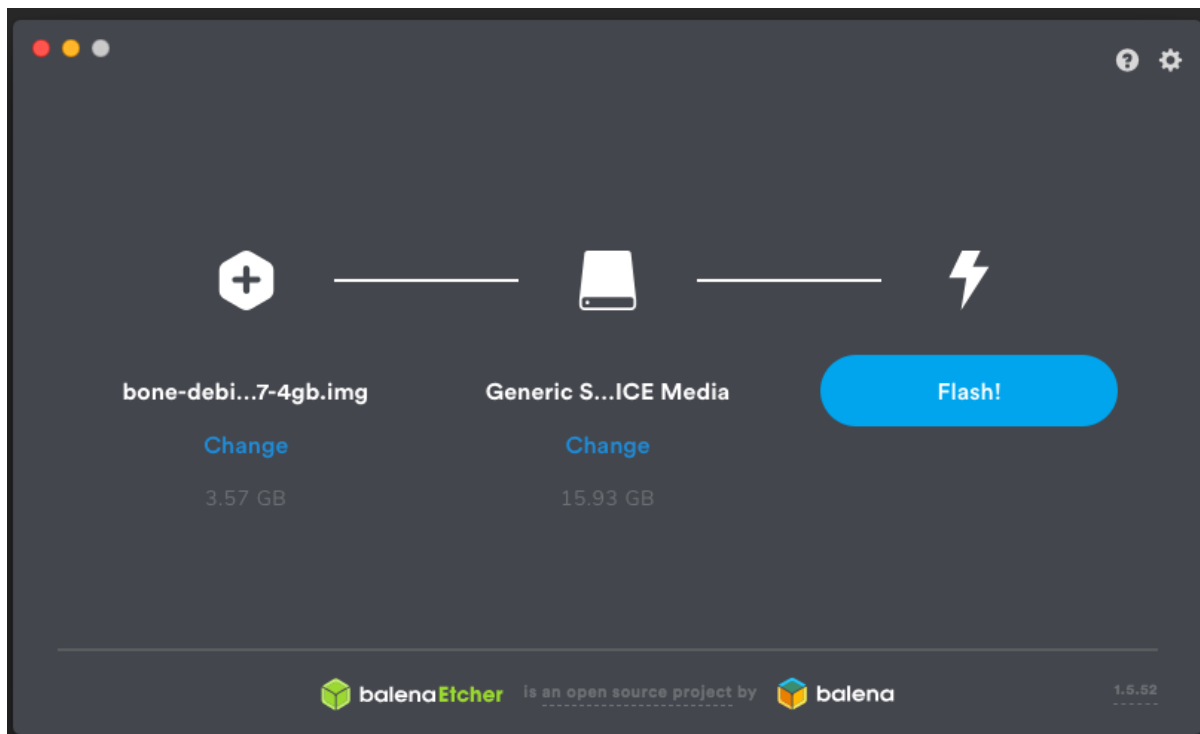 bone-debi...7-4gb.img
Change
3.57 GB
Generic S...ICE Media
Change
15.93 GB
Flash!
balenaEtcher is an open source project by balena
1.5.52